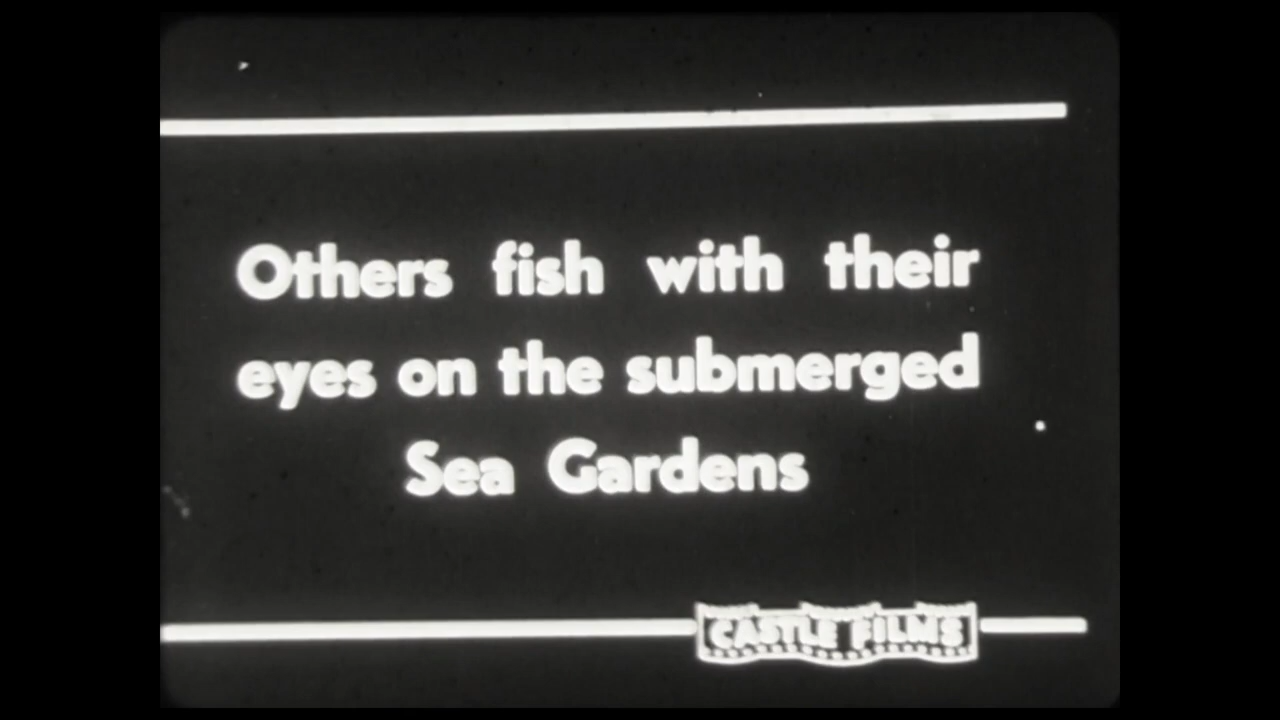 Others fish with their
eyes on the submerged
Sea Gardens
CASTLE FILMS